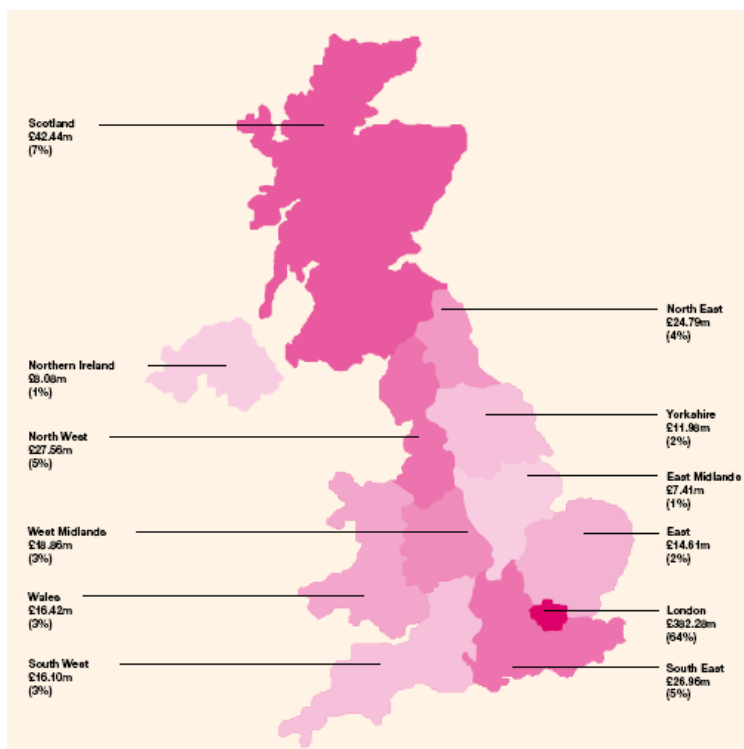 Scotland
£42.44m
(7%)
North East
£24.79m
(4%)
Northern Ireland
£8.08m
(1%)
Yorkshire
£11.98m
(2%)
North West
£27.56m
(5%)
East Midlands
£7.41m
(1%)
West Midlands
£18.86m
(3%)
East
£14.61m
(2%)
Wales
£16.42m
(3%)
London
£382.28m
(64%)
South West
£16.10m
(3%)
South East
£26.96m
(5%)